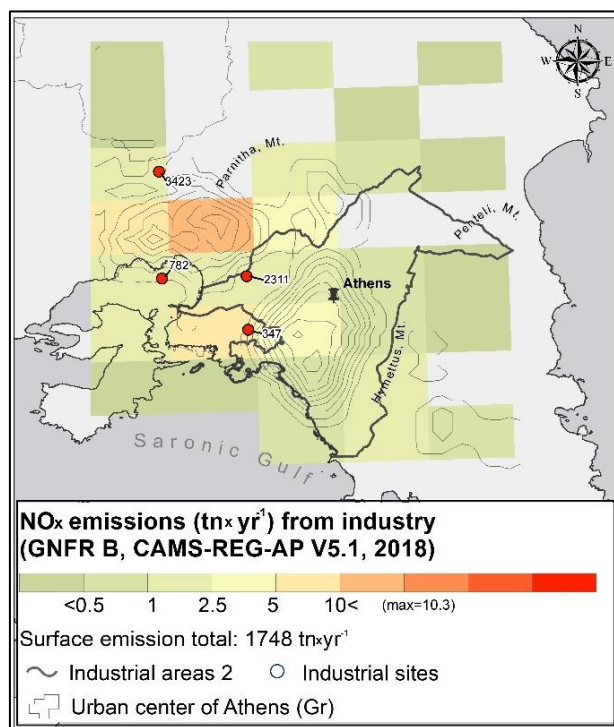 N
W E
S
Parnitha, Mt.
3423
Penteli, Mt.
782
2311
Athens
347
Hymettus, Mt.
Saronic Gulf
NOx emissions (tnx yr-1) from industry
(GNFR B, CAMS-REG-AP V5.1, 2018)
<0.5 1 2.5 5 10< (max=10.3)
Surface emission total: 1748 tnxyr-1
Industrial areas 2 Industrial sites
Urban center of Athens (Gr)